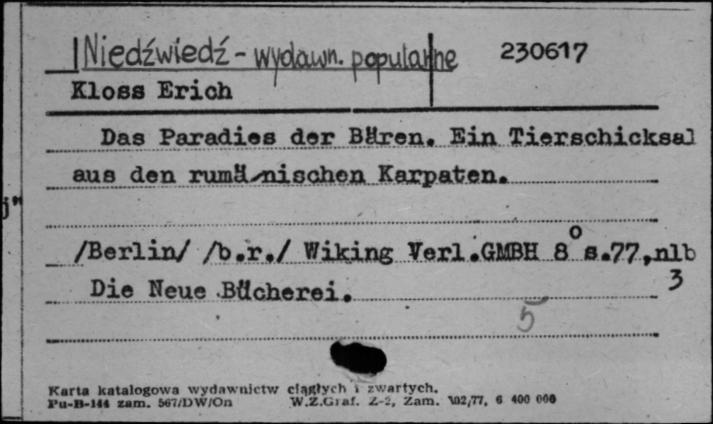 Niedźwiedź - wydawn. popularne 230617
Kloss Erich
Das Paradies der Bären. Ein Tierschicksal
aus den rumänischen Karpaten.
j"
/Berlin/ /b.r./ Wiking Verl.GMBH 8° s.77,nlb
3
Die Neue Bücherei.
5
Karta katalogowa wydawnictw ciągłych i zwartych.
Pu-B-144 zam. 567/DW/On W.Z.Graf. Z-2, Zam. 102/77, 6 400 000